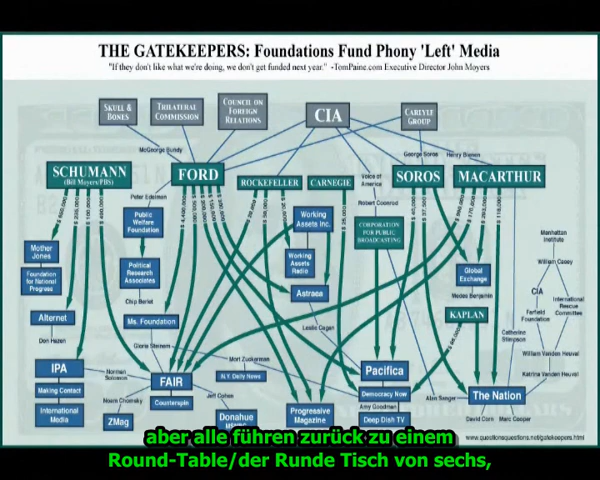 THE GATEKEEPERS: Foundations Fund Phony 'Left' Media
"If they don't like what we're doing, we don't get funded next year." -TomPaine.com Executive Director John Moyers
SKULL &
BONES
TRILATERAL
COMMISSION
COUNCIL ON
FOREIGN
RELATIONS
CIA
CARLYLE
GROUP
McGeorge Bundy
George Soros
Henry Bienen
SCHUMANN
(Bill Moyers/PBS)
FORD
ROCKEFELLER
CARNEGIE
Voice of
America
SOROS
MACARTHUR
Peter Edelman
Robert Coonrod
Public
Welfare
Foundation
Working
Assets Inc.
CORPORATION
FOR PUBLIC
BROADCASTING
Manhattan
Institute
Mother
Jones
Foundation
for National
Progress
Political
Research
Associates
Working
Assets
Radio
Global
Exchange
William Casey
Chip Berlet
Astraea
Medea Benjamin
CIA
International
Rescue
Committee
Alternet
Ms. Foundation
KAPLAN
Farfield
Foundation
Don Hazen
Leslie Cagan
Catherine
Stimpson
Gloria Steinem
Mort Zuckerman
William Vanden Heuvel
IPA
Norman
Solomon
FAIR
N.Y. Daily News
Pacifica
Katrina Vanden Heuvel
Making Contact
Counterspin
Jeff Cohen
Democracy Now
Alan Sanger
The Nation
International
Media
Noam Chomsky
ZMag
Donahue
MSNBC
Progressive
Magazine
Amy Goodman
Deep Dish TV
David Corn
Marc Cooper
www.questionsquestions.net/gatekeepers.html
aber alle führen zurück zu einem
Round-Table/der Runde Tisch von sechs,